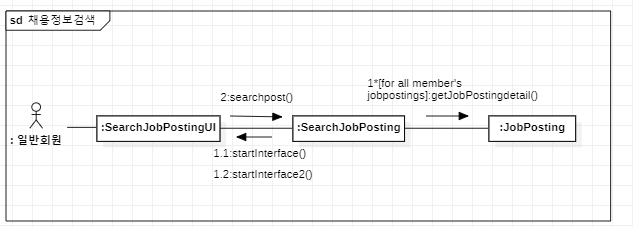 sd 채용정보검색
1*[for all member's
jobpostings]:getJobPostingdetail()
2:searchpost()
: 일반회원
:SearchJobPostingUI
:SearchJobPosting
:JobPosting
1.1:startInterface()
1.2:startInterface2()